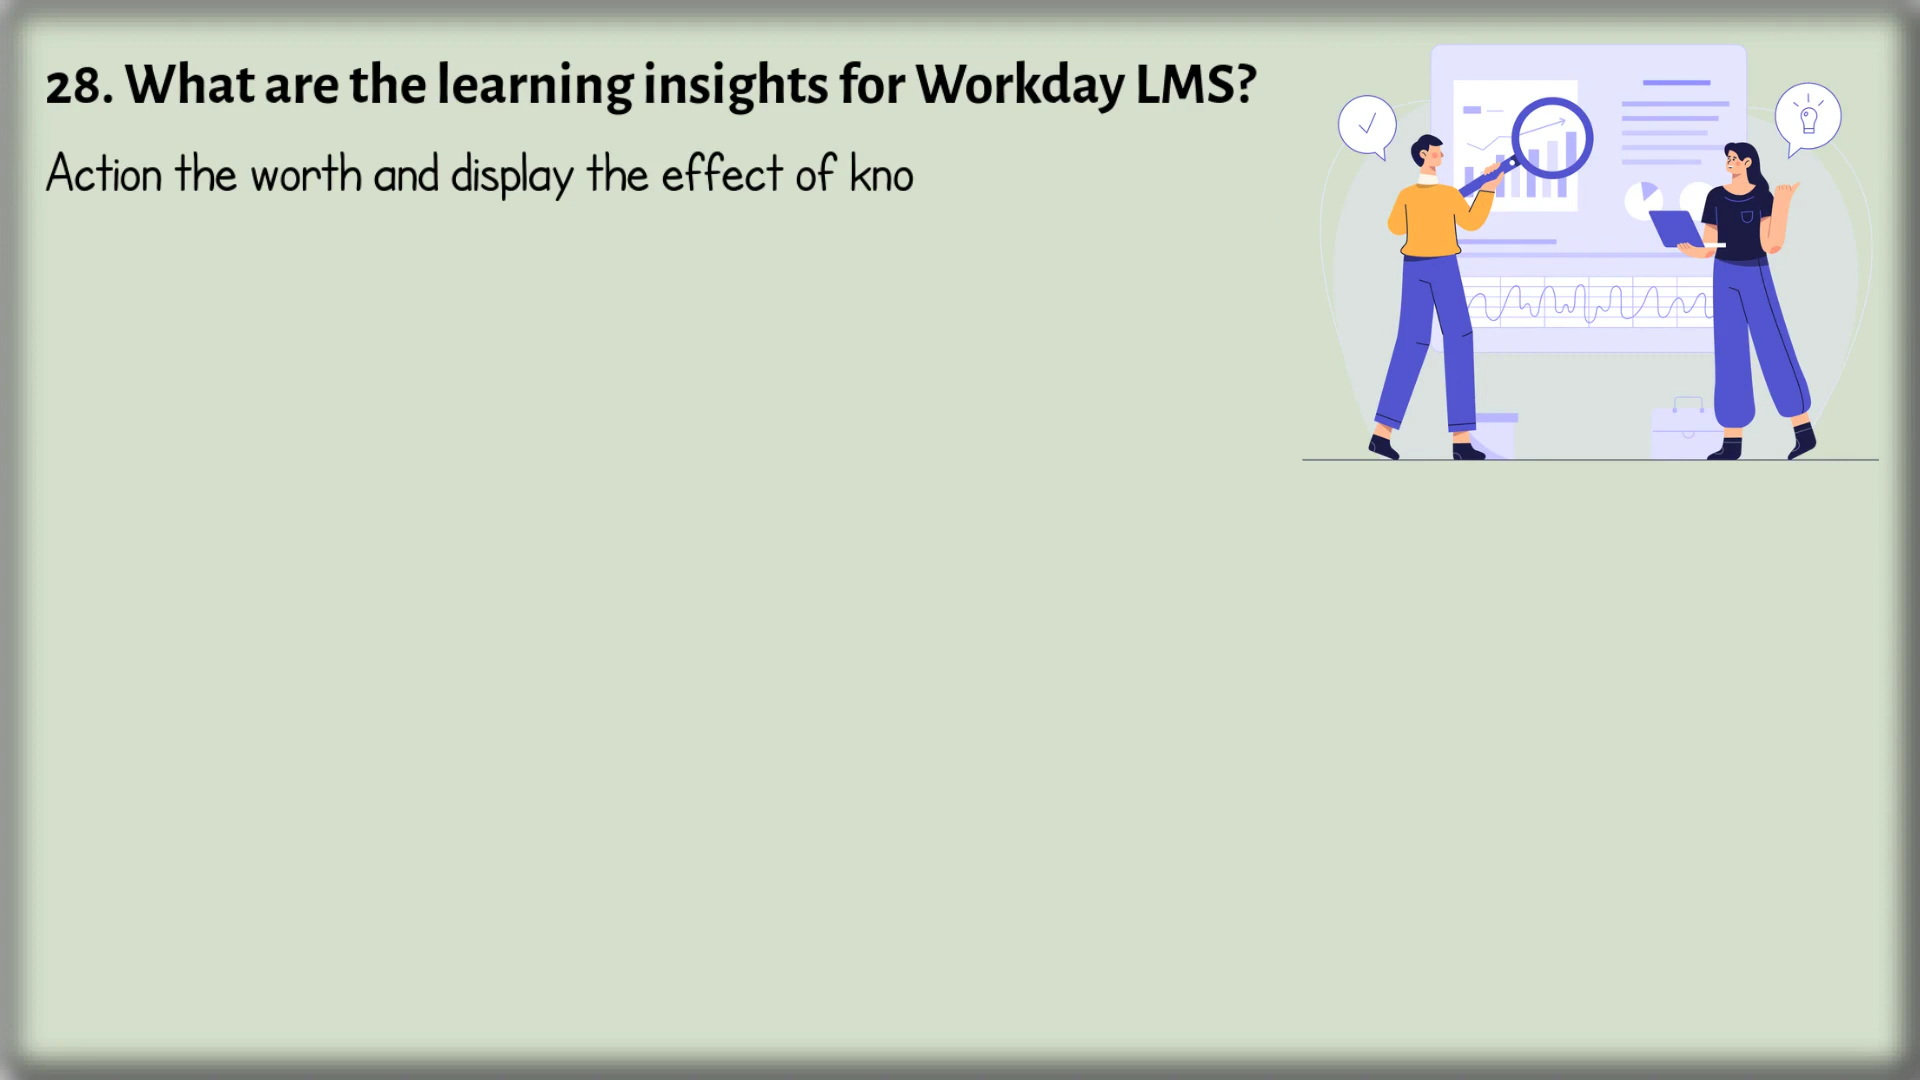 28. What are the learning insights for Workday LMS?
Action the worth and display the effect of kno